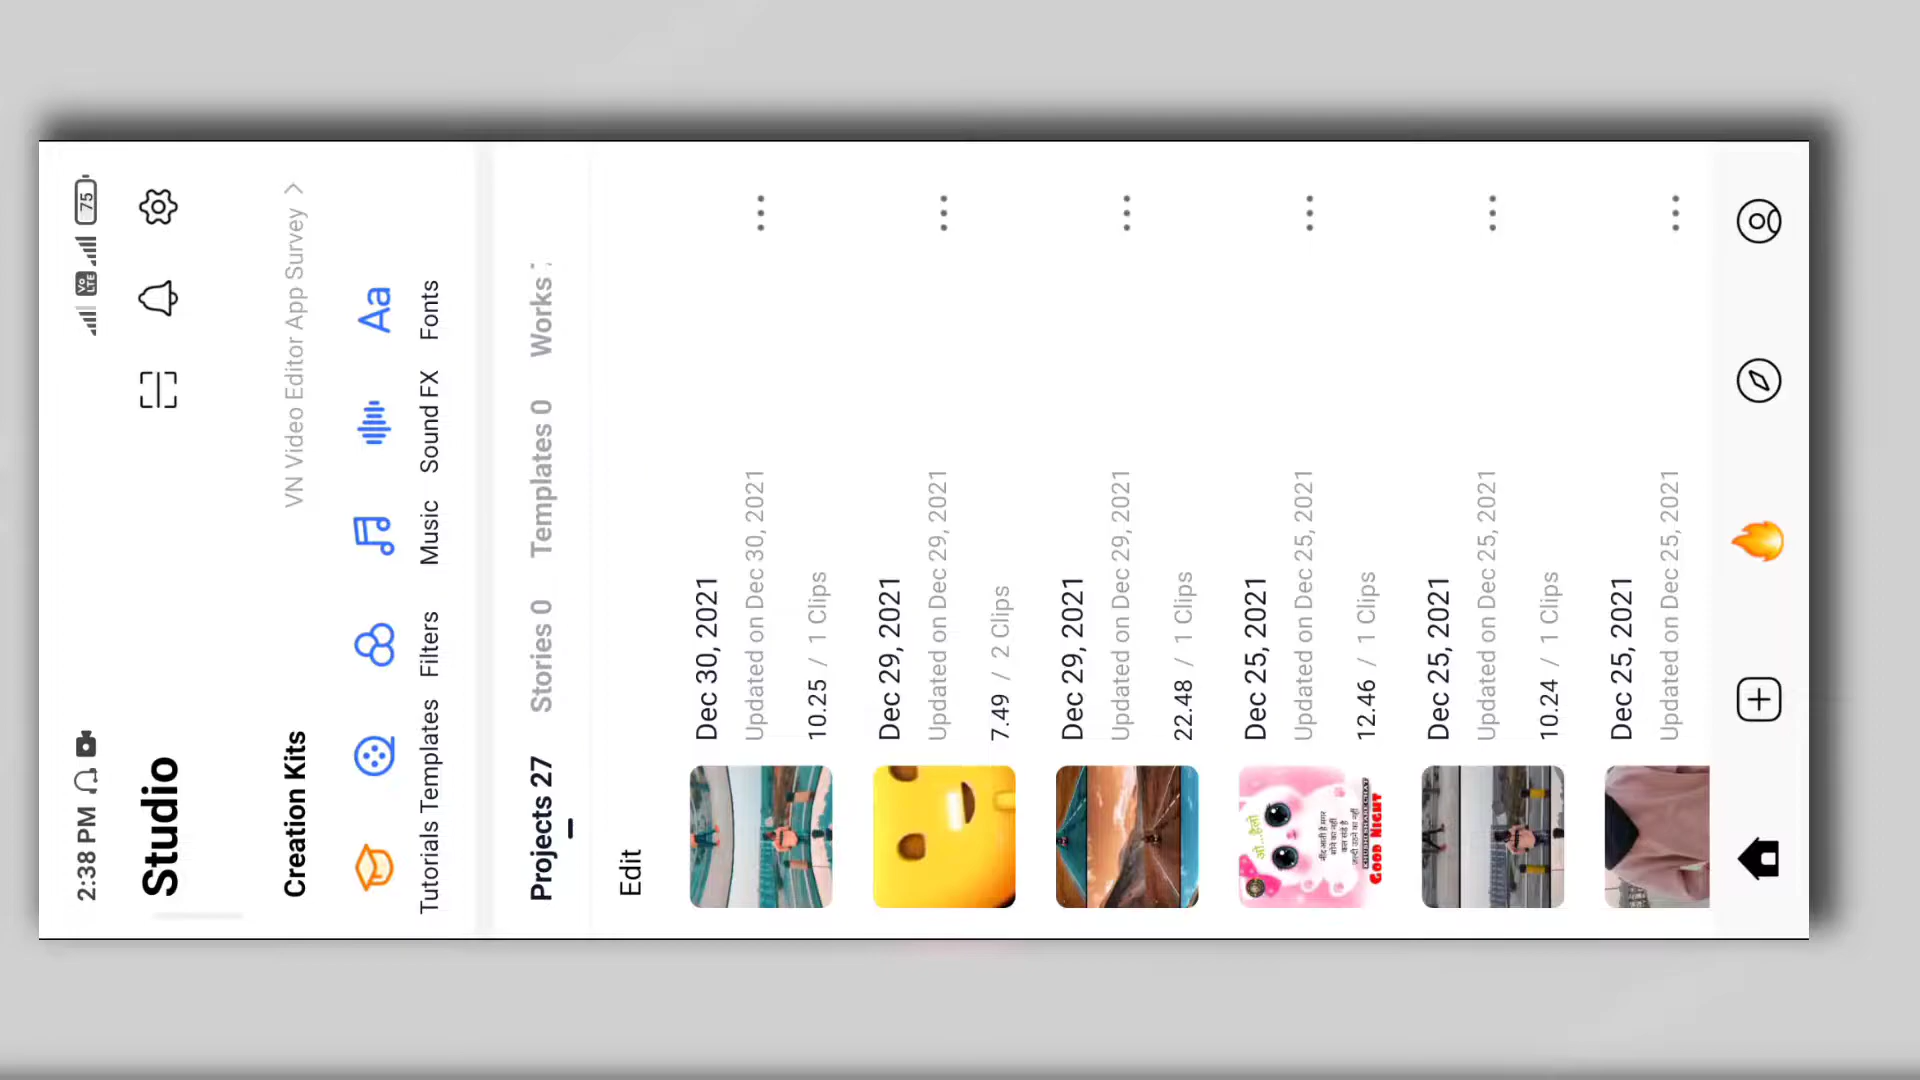 2:38 PM
Vo LTE
75
Studio
Creation Kits
VN Video Editor App Survey
Tutorials
Templates
Filters
Music
Sound FX
Fonts
Projects 27
Stories 0
Templates 0
Works
Edit
Dec 30, 2021
Updated on Dec 30, 2021
10.25 / 1 Clips
Dec 29, 2021
Updated on Dec 29, 2021
7.49 / 2 Clips
Dec 29, 2021
Updated on Dec 29, 2021
22.48 / 1 Clips
Dec 25, 2021
Updated on Dec 25, 2021
12.46 / 1 Clips
ओ..हेलो
GOOD NIGHT
Dec 25, 2021
Updated on Dec 25, 2021
10.24 / 1 Clips
Dec 25, 2021
Updated on Dec 25, 2021